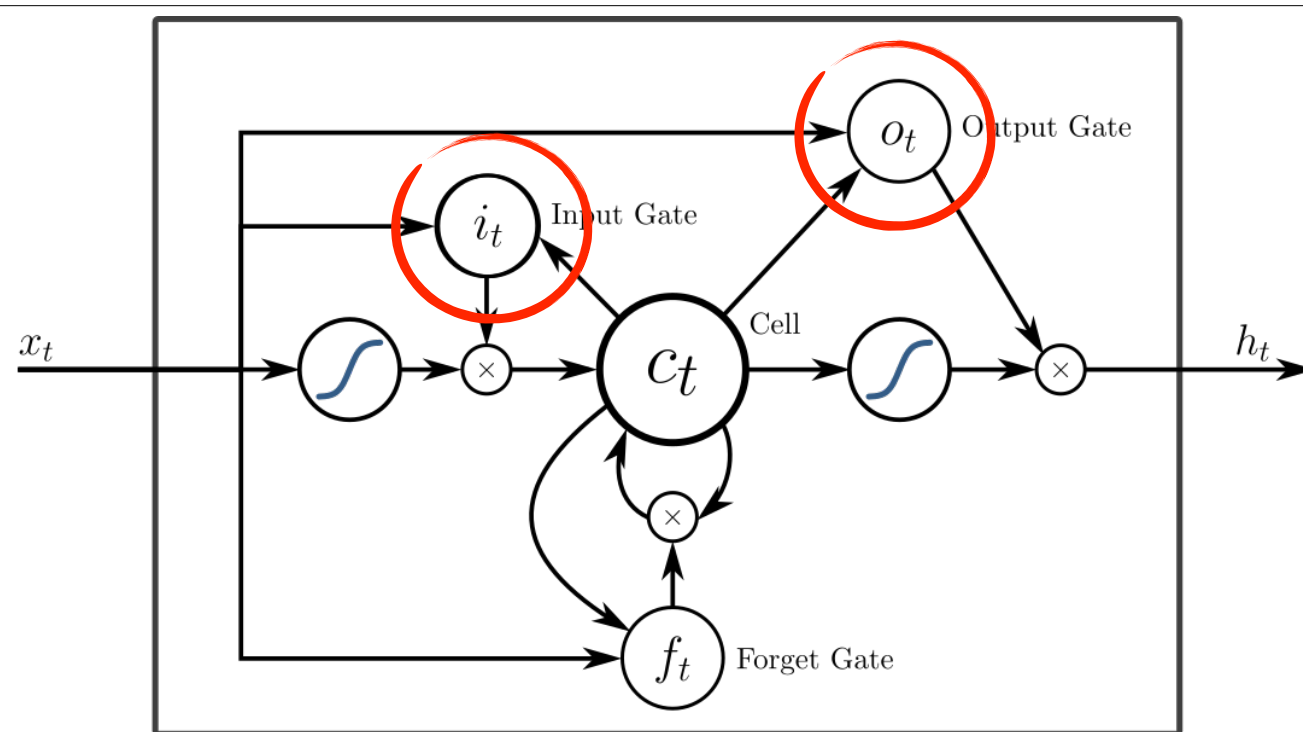 o_t
Output Gate
i_t
Input Gate
Cell
x_t
×
c_t
×
h_t
×
f_t
Forget Gate